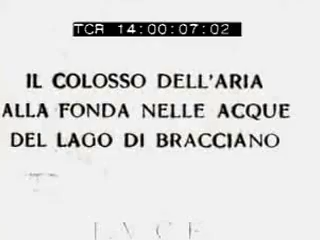 TCR 14:00:07:02
IL COLOSSO DELL'ARIA
ALLA FONDA NELLE ACQUE
DEL LAGO DI BRACCIANO